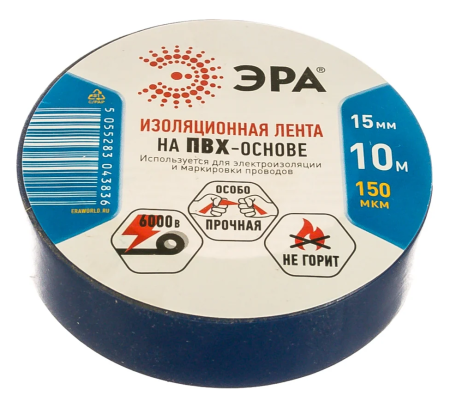 ЭРА®
ИЗОЛЯЦИОННАЯ ЛЕНТА
НА ПВХ-ОСНОВЕ
Используется для электроизоляции
и маркировки проводов
15мм
10м
150
мкм
ОСОБО
ПРОЧНАЯ
6000В
НЕ ГОРИТ
5 055283 043836
ERAWORLD.RU